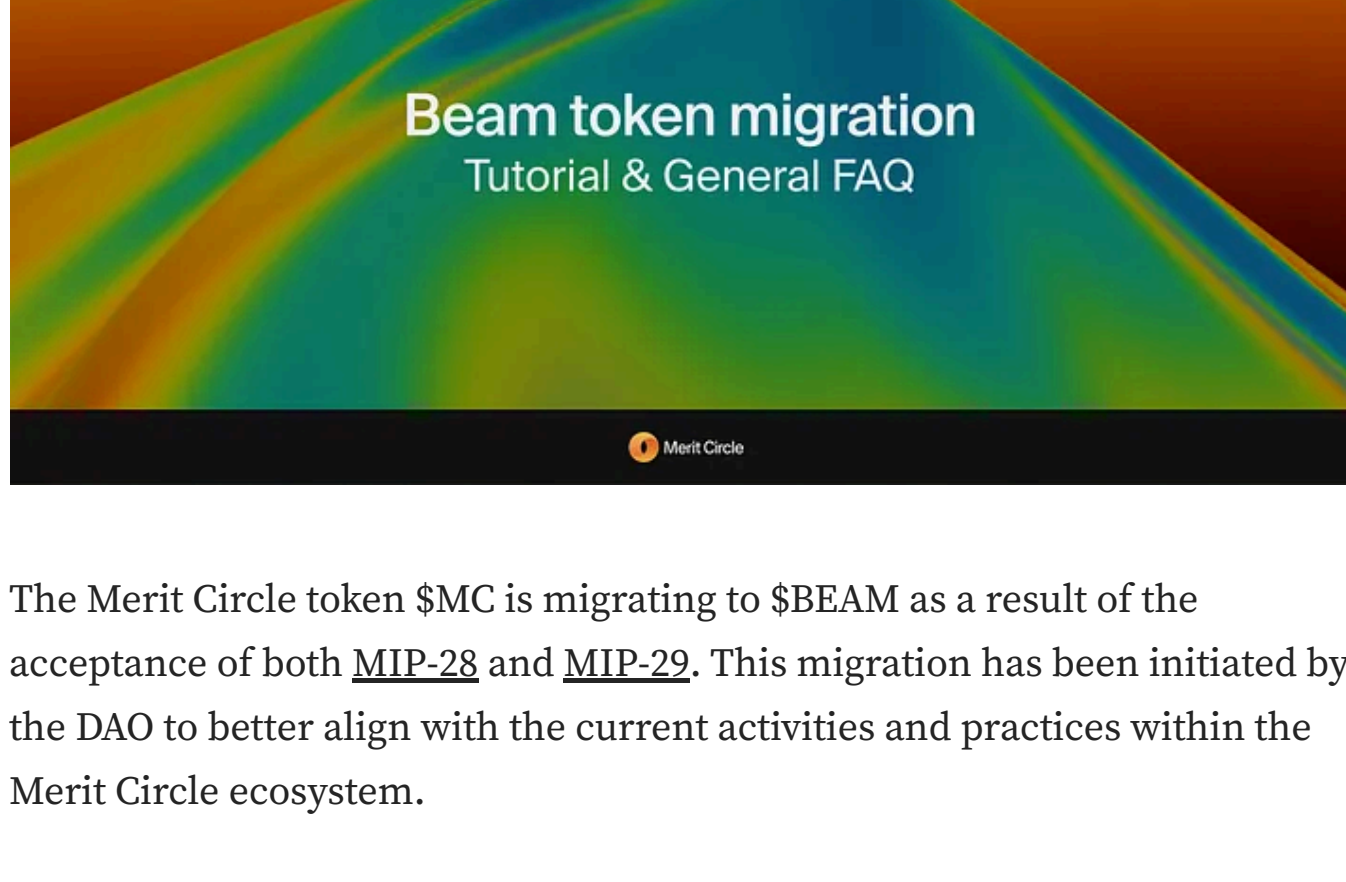 Beam token migration
Tutorial & General FAQ
Merit Circle
The Merit Circle token $MC is migrating to $BEAM as a result of the
acceptance of both MIP-28 and MIP-29. This migration has been initiated by
the DAO to better align with the current activities and practices within the
Merit Circle ecosystem.